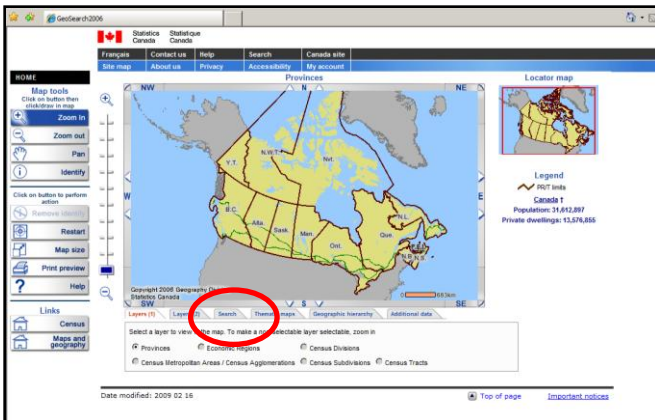 GeoSearch2006
Statistics Statistique
Canada Canada
Français Contact us Help Search Canada site
Site map About us Privacy Accessibility My account
HOME
Map tools
Click on button then
click/draw in map
Zoom in
Zoom out
Pan
Identify
Click on button to perform
action
Remove identify
Restart
Map size
Print preview
Help
Links
Census
Maps and
geography
Provinces
NW N NE
W E
Y.T. N.W.T. Nvt.
B.C. Alta. Sask. Man. Ont. Que. N.L.
N.B. N.S.
Copyright 2006 Geography
Statistics Canada
SW S SE
Locator map
Legend
PR/T limits
Canada †
Population: 31,612,897
Private dwellings: 13,576,855
Layers (1) Search maps Geographic hierarchy Additional data
Select a layer to view the map. To make a non-selectable layer selectable, zoom in
Provinces Economic Regions Census Divisions
Census Metropolitan Areas / Census Agglomerations Census Subdivisions Census Tracts
Date modified: 2009 02 16 Top of page Important notices